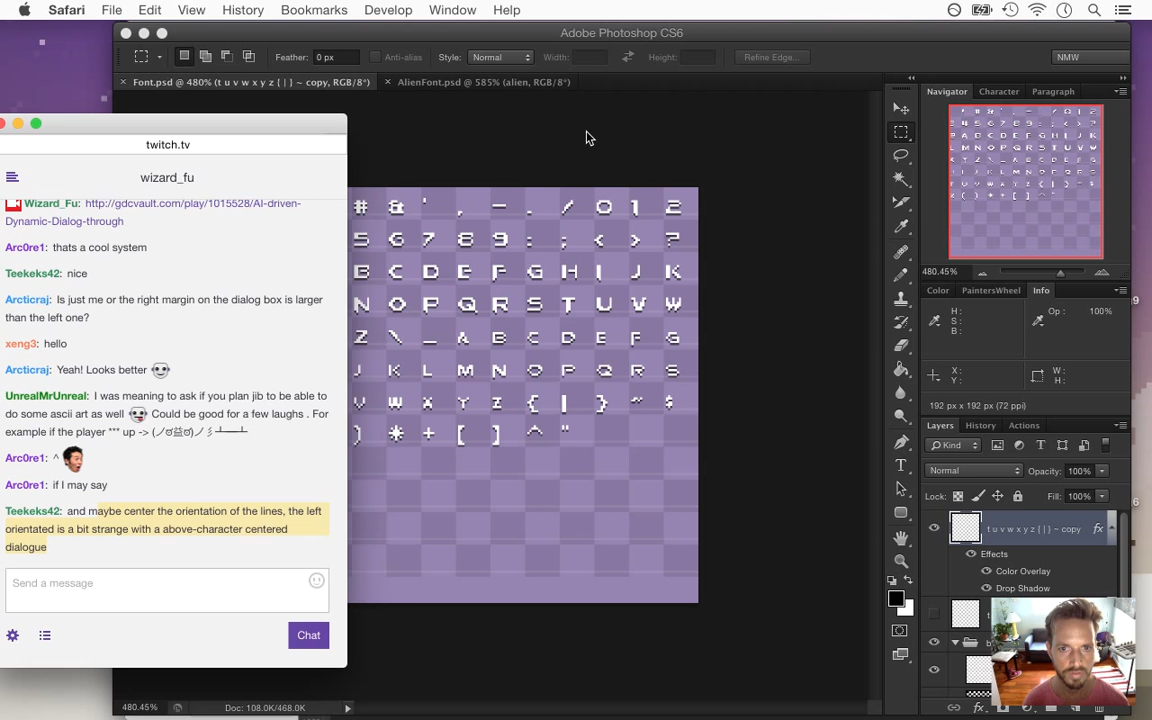 Safari File Edit View History Bookmarks Develop Window Help
Adobe Photoshop CS6
Feather: 0 px Anti-alias Style: Normal Width: Height: Refine Edge... NMW
× Font.psd @ 480% (t u v w x y z { | } ~ copy, RGB/8*) × AlienFont.psd @ 585% (alien, RGB/8*)
Navigator Character Paragraph
twitch.tv
wizard_fu
Wizard_Fu: http://gdcvault.com/play/1015528/AI-driven-
Dynamic-Dialog-through
Arc0re1: thats a cool system
Teekeks42: nice
Arcticraj: Is just me or the right margin on the dialog box is larger
than the left one?
xeng3: hello
Arcticraj: Yeah! Looks better
UnrealMrUnreal: I was meaning to ask if you plan jib to be able to
do some ascii art as well Could be good for a few laughs . For
example if the player *** up -> (ノಠ益ಠ)ノ彡┻━┻
Arc0re1: ^
Arc0re1: if I may say
Teekeks42: and maybe center the orientation of the lines, the left
orientated is a bit strange with a above-character centered
dialogue
Send a message
Chat
# & ' , - . / 0 1 2
5 6 7 8 9 : ; < > ?
B C D E F G H I J K
N O P Q R S T U V W
Z \ _ A B C D E F G
J K L M N O P Q R S
V W X Y Z { | } ~ $
) * + [ ] ^ "
480.45%
Color PaintersWheel Info
H:
S:
B:
Op: 100%
X:
Y:
W:
H:
192 px x 192 px (72 ppi)
Layers History Actions
Kind
Normal Opacity: 100%
Lock: Fill: 100%
t u v w x y z { | } ~ copy fx
Effects
Color Overlay
Drop Shadow
480.45% Doc: 108.0K/468.0K